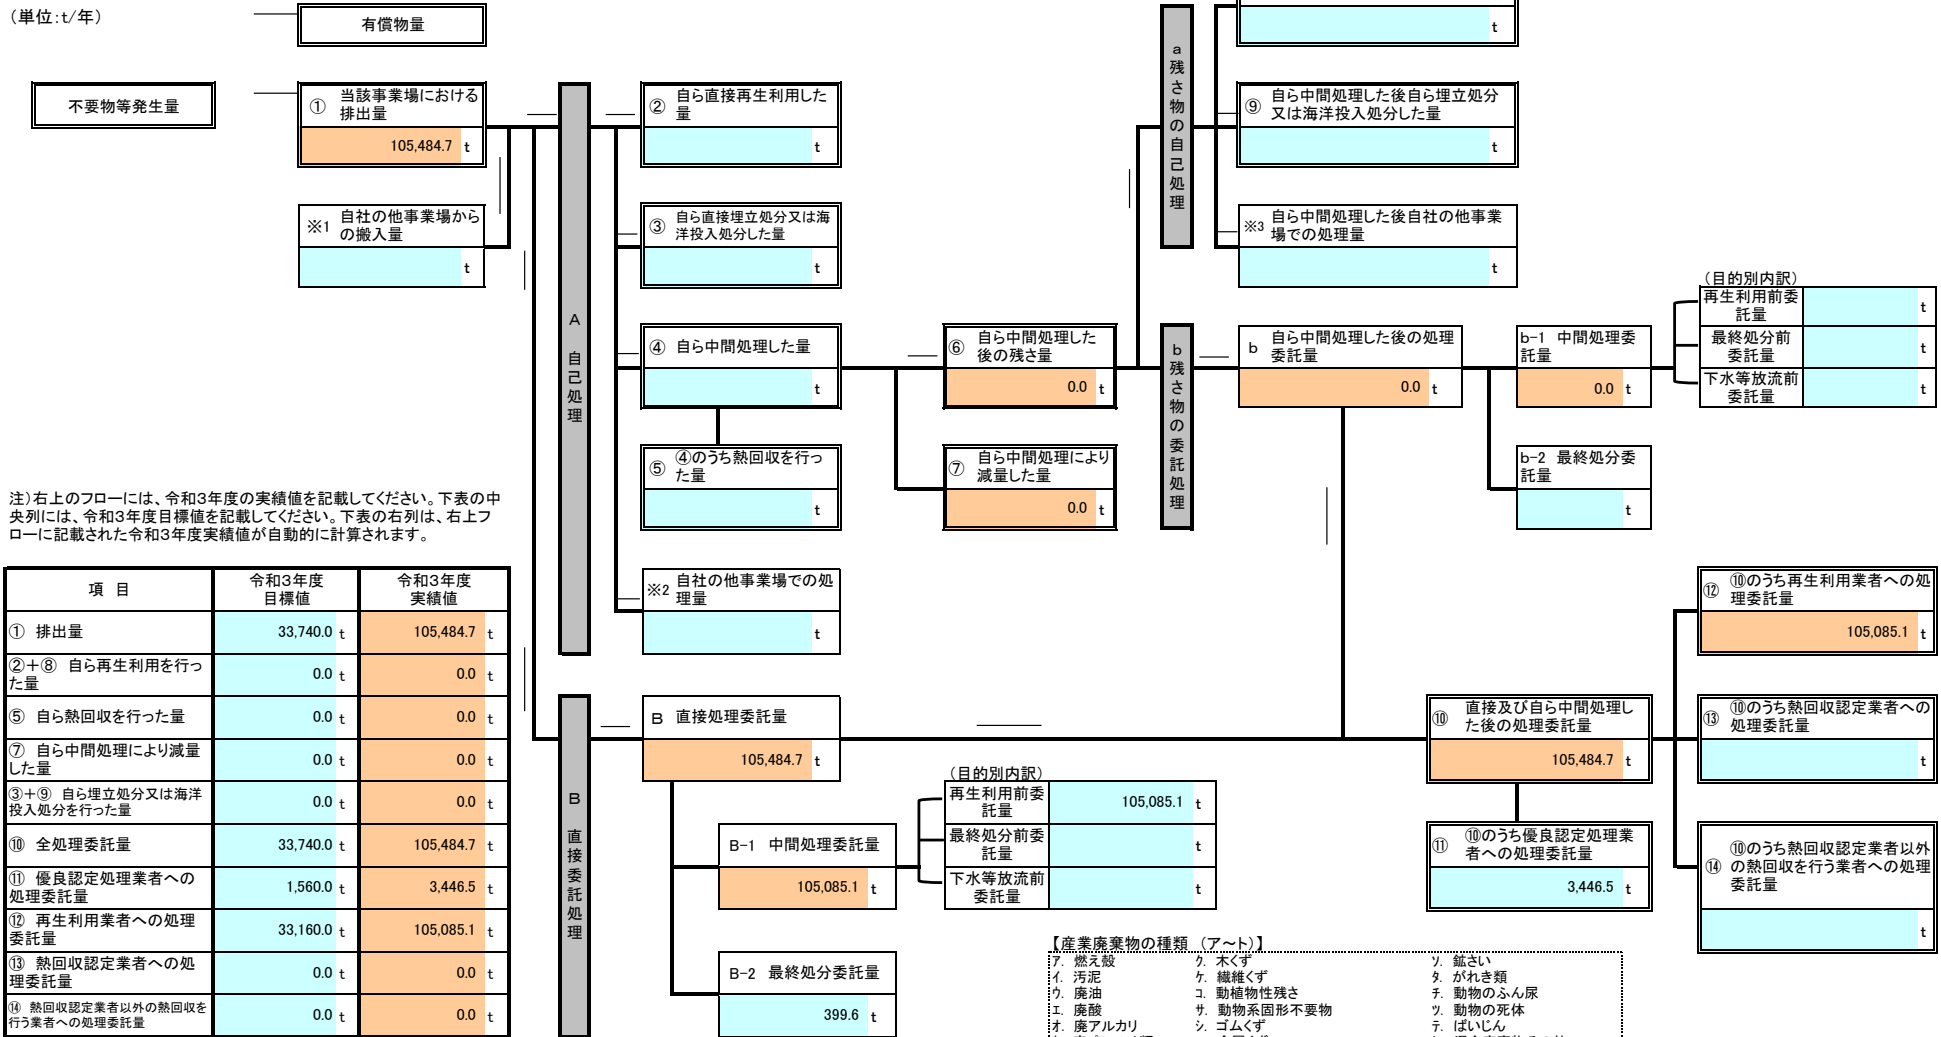 (単位:t/年)
有償物量
t
不要物等発生量
① 当該事業場における
排出量
105,484.7 t
※1 自社の他事業場から
の搬入量
t
A 自己処理
② 自ら直接再生利用した
量
t
③ 自ら直接埋立処分又は海
洋投入処分した量
t
④ 自ら中間処理した量
t
⑤ ④のうち熱回収を行っ
た量
t
※2 自社の他事業場での処
理量
t
⑥ 自ら中間処理した
後の残さ量
0.0 t
⑦ 自ら中間処理により
減量した量
0.0 t
a 残さ物の自己処理
⑨ 自ら中間処理した後自ら埋立処分
又は海洋投入処分した量
t
※3 自ら中間処理した後自社の他事業
場での処理量
t
b 残さ物の委託処理
b 自ら中間処理した後の処理
委託量
0.0 t
b-1 中間処理委
託量
0.0 t
b-2 最終処分委
託量
t
(目的別内訳)
再生利用前委
託量 t
最終処分前
委託量 t
下水等放流前
委託量 t
注)右上のフローには、令和3年度の実績値を記載してください。下表の中
央列には、令和3年度目標値を記載してください。下表の右列は、右上フ
ローに記載された令和3年度実績値が自動的に計算されます。
項 目 令和3年度
目標値 令和3年度
実績値
① 排出量 33,740.0 t 105,484.7 t
②+⑧ 自ら再生利用を行っ
た量 0.0 t 0.0 t
⑤ 自ら熱回収を行った量 0.0 t 0.0 t
⑦ 自ら中間処理により減量
した量 0.0 t 0.0 t
③+⑨ 自ら埋立処分又は海洋
投入処分を行った量 0.0 t 0.0 t
⑩ 全処理委託量 33,740.0 t 105,484.7 t
⑪ 優良認定処理業者への
処理委託量 1,560.0 t 3,446.5 t
⑫ 再生利用業者への処理
委託量 33,160.0 t 105,085.1 t
⑬ 熱回収認定業者への処
理委託量 0.0 t 0.0 t
⑭ 熱回収認定業者以外の熱回収を
行う業者への処理委託量 0.0 t 0.0 t
B 直接委託処理
B 直接処理委託量
105,484.7 t
B-1 中間処理委託量
105,085.1 t
B-2 最終処分委託量
399.6 t
(目的別内訳)
再生利用前委
託量 105,085.1 t
最終処分前委
託量 t
下水等放流前
委託量 t
⑩ 直接及び自ら中間処理し
た後の処理委託量
105,484.7 t
⑪ ⑩のうち優良認定処理業
者への処理委託量
3,446.5 t
⑫ ⑩のうち再生利用業者への処
理委託量
105,085.1 t
⑬ ⑩のうち熱回収認定業者への
処理委託量
t
⑭ ⑩のうち熱回収認定業者以外
の熱回収を行う業者への処理
委託量
t
【産業廃棄物の種類 (ア~ト)】
ア. 燃え殻 ク. 木くず ソ. 鉱さい
イ. 汚泥 ケ. 繊維くず タ. がれき類
ウ. 廃油 コ. 動植物性残さ チ. 動物のふん尿
エ. 廃酸 サ. 動物系固形不要物 ツ. 動物の死体
オ. 廃アルカリ シ. ゴムくず テ. ばいじん